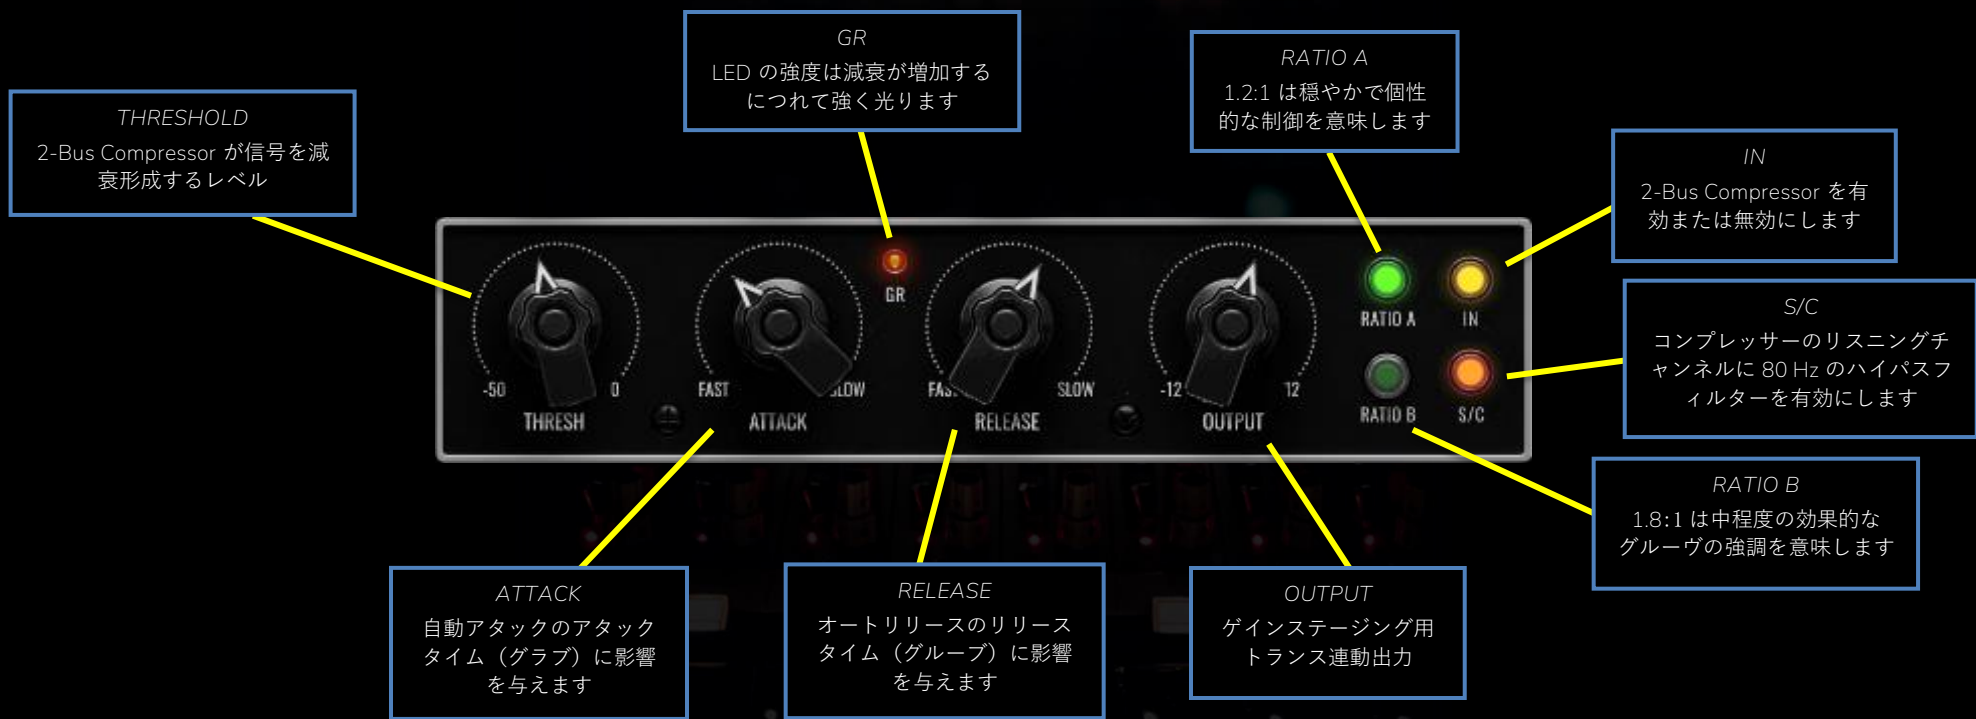 GR
LED の強度は減衰が増加する
につれて強く光ります
RATIO A
1.2:1 は穏やかで個性
的な制御を意味します
THRESHOLD
2-Bus Compressor が信号を減
衰形成するレベル
IN
2-Bus Compressor を有
効または無効にします
S/C
コンプレッサーのリスニングチ
ャンネルに 80 Hz のハイパスフ
ィルターを有効にします
GR
RATIO A
IN
-50
0
FAST
SLOW
FAST
SLOW
-12
12
THRESH
ATTACK
RELEASE
OUTPUT
RATIO B
S/C
RATIO B
1.8:1 は中程度の効果的な
グルーヴの強調を意味します
ATTACK
自動アタックのアタック
タイム（グラブ）に影響
を与えます
RELEASE
オートリリースのリリース
タイム（グルーブ）に影響
を与えます
OUTPUT
ゲインステージング用
トランス連動出力